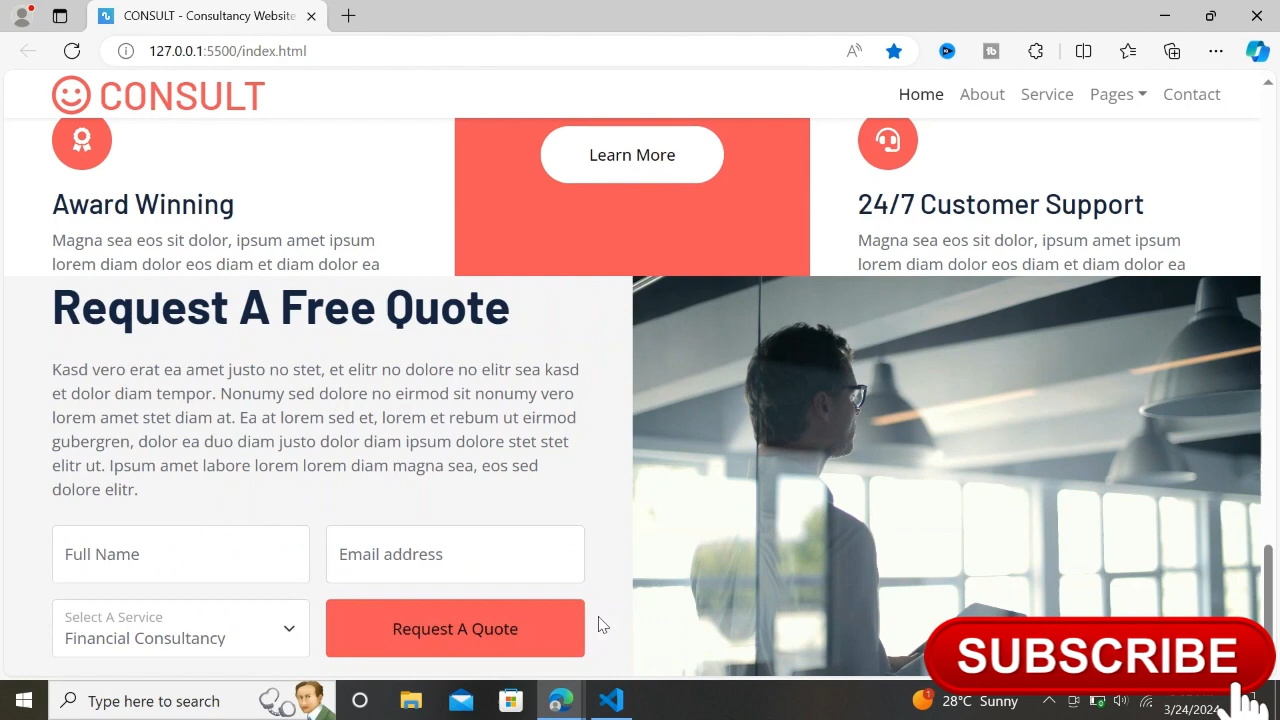 CONSULT - Consultancy Website
127.0.0.1:5500/index.html
CONSULT
Home About Service Pages Contact
Learn More
Award Winning
Magna sea eos sit dolor, ipsum amet ipsum
lorem diam dolor eos diam et diam dolor ea
24/7 Customer Support
Magna sea eos sit dolor, ipsum amet ipsum
lorem diam dolor eos diam et diam dolor ea
Request A Free Quote
Kasd vero erat ea amet justo no stet, et elitr no dolore no elitr sea kasd
et dolor diam tempor. Nonumy sed dolore no eirmod sit nonumy vero
lorem amet stet diam at. Ea at lorem sed et, lorem et rebum ut eirmod
gubergren, dolor ea duo diam justo dolor diam ipsum dolore stet stet
elitr ut. Ipsum amet labore lorem lorem diam magna sea, eos sed
dolore elitr.
Full Name
Email address
Select A Service
Financial Consultancy
Request A Quote
SUBSCRIBE
Type here to search
1
28°C Sunny
3/24/2024